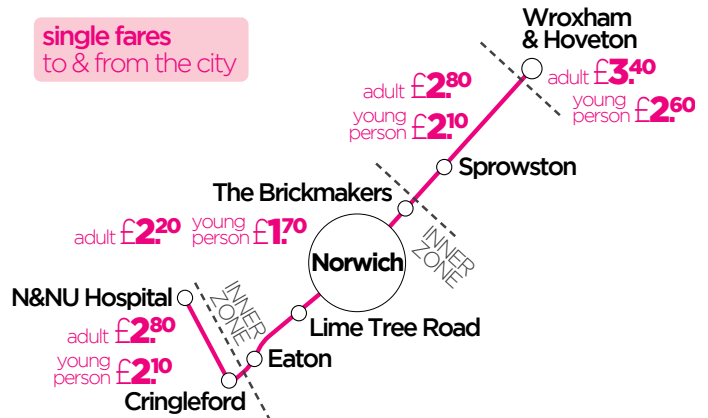 single fares
to & from the city
Wroxham
& Hoveton
adult £3.40
young
person £2.60
adult £2.80
young
person £2.10
Sprowston
The Brickmakers
INNER
ZONE
adult £2.20 young
person £1.70
Norwich
N&NU Hospital
adult £2.80
young
person £2.10
INNER
ZONE
Lime Tree Road
Eaton
Cringleford